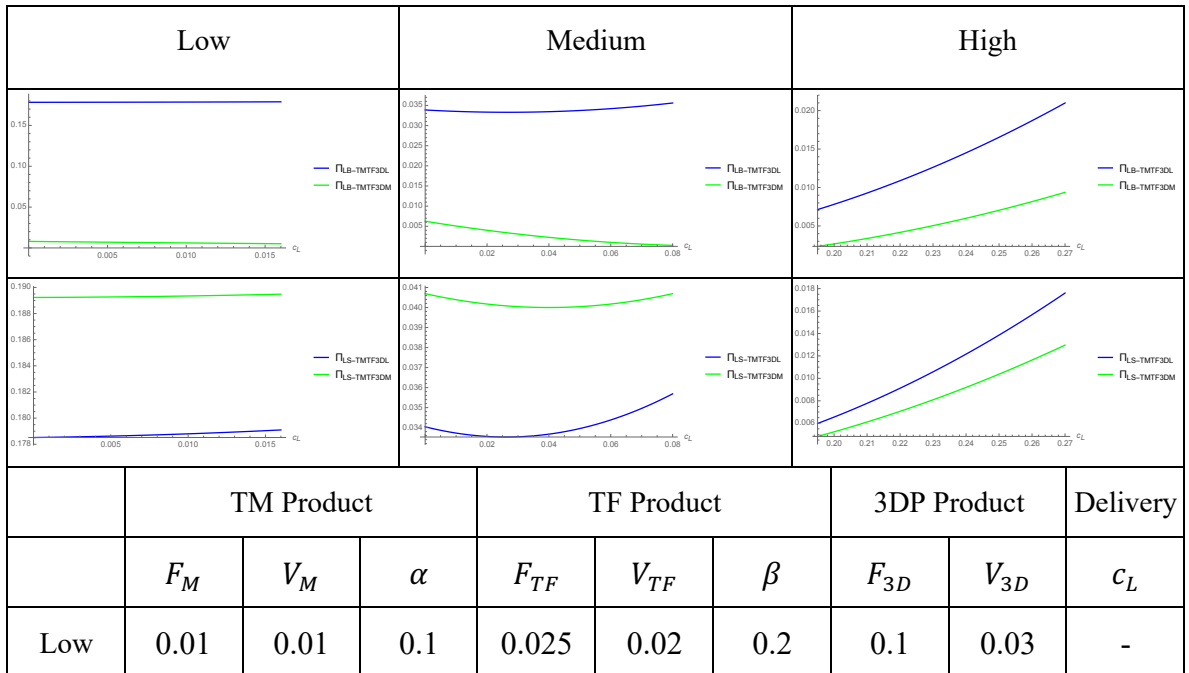 Low Medium High
0.15
0.10
0.05
0.005 0.010 0.015 c_L
Π_LB-TMTF3DL
Π_LB-TMTF3DM
0.035
0.030
0.025
0.020
0.015
0.010
0.005
0.02 0.04 0.06 0.08 c_L
Π_LB-TMTF3DL
Π_LB-TMTF3DM
0.020
0.015
0.010
0.005
0.20 0.21 0.22 0.23 0.24 0.25 0.26 0.27 c_L
Π_LB-TMTF3DL
Π_LB-TMTF3DM
0.190
0.188
0.186
0.184
0.182
0.180
0.178
0.005 0.010 0.015 c_L
Π_LS-TMTF3DL
Π_LS-TMTF3DM
0.041
0.040
0.039
0.038
0.037
0.036
0.035
0.034
0.02 0.04 0.06 0.08 c_L
Π_LS-TMTF3DL
Π_LS-TMTF3DM
0.018
0.016
0.014
0.012
0.010
0.008
0.006
0.20 0.21 0.22 0.23 0.24 0.25 0.26 0.27 c_L
Π_LS-TMTF3DL
Π_LS-TMTF3DM
TM Product TF Product 3DP Product Delivery
F_M V_M α F_TF V_TF β F_3D V_3D c_L
Low 0.01 0.01 0.1 0.025 0.02 0.2 0.1 0.03 -